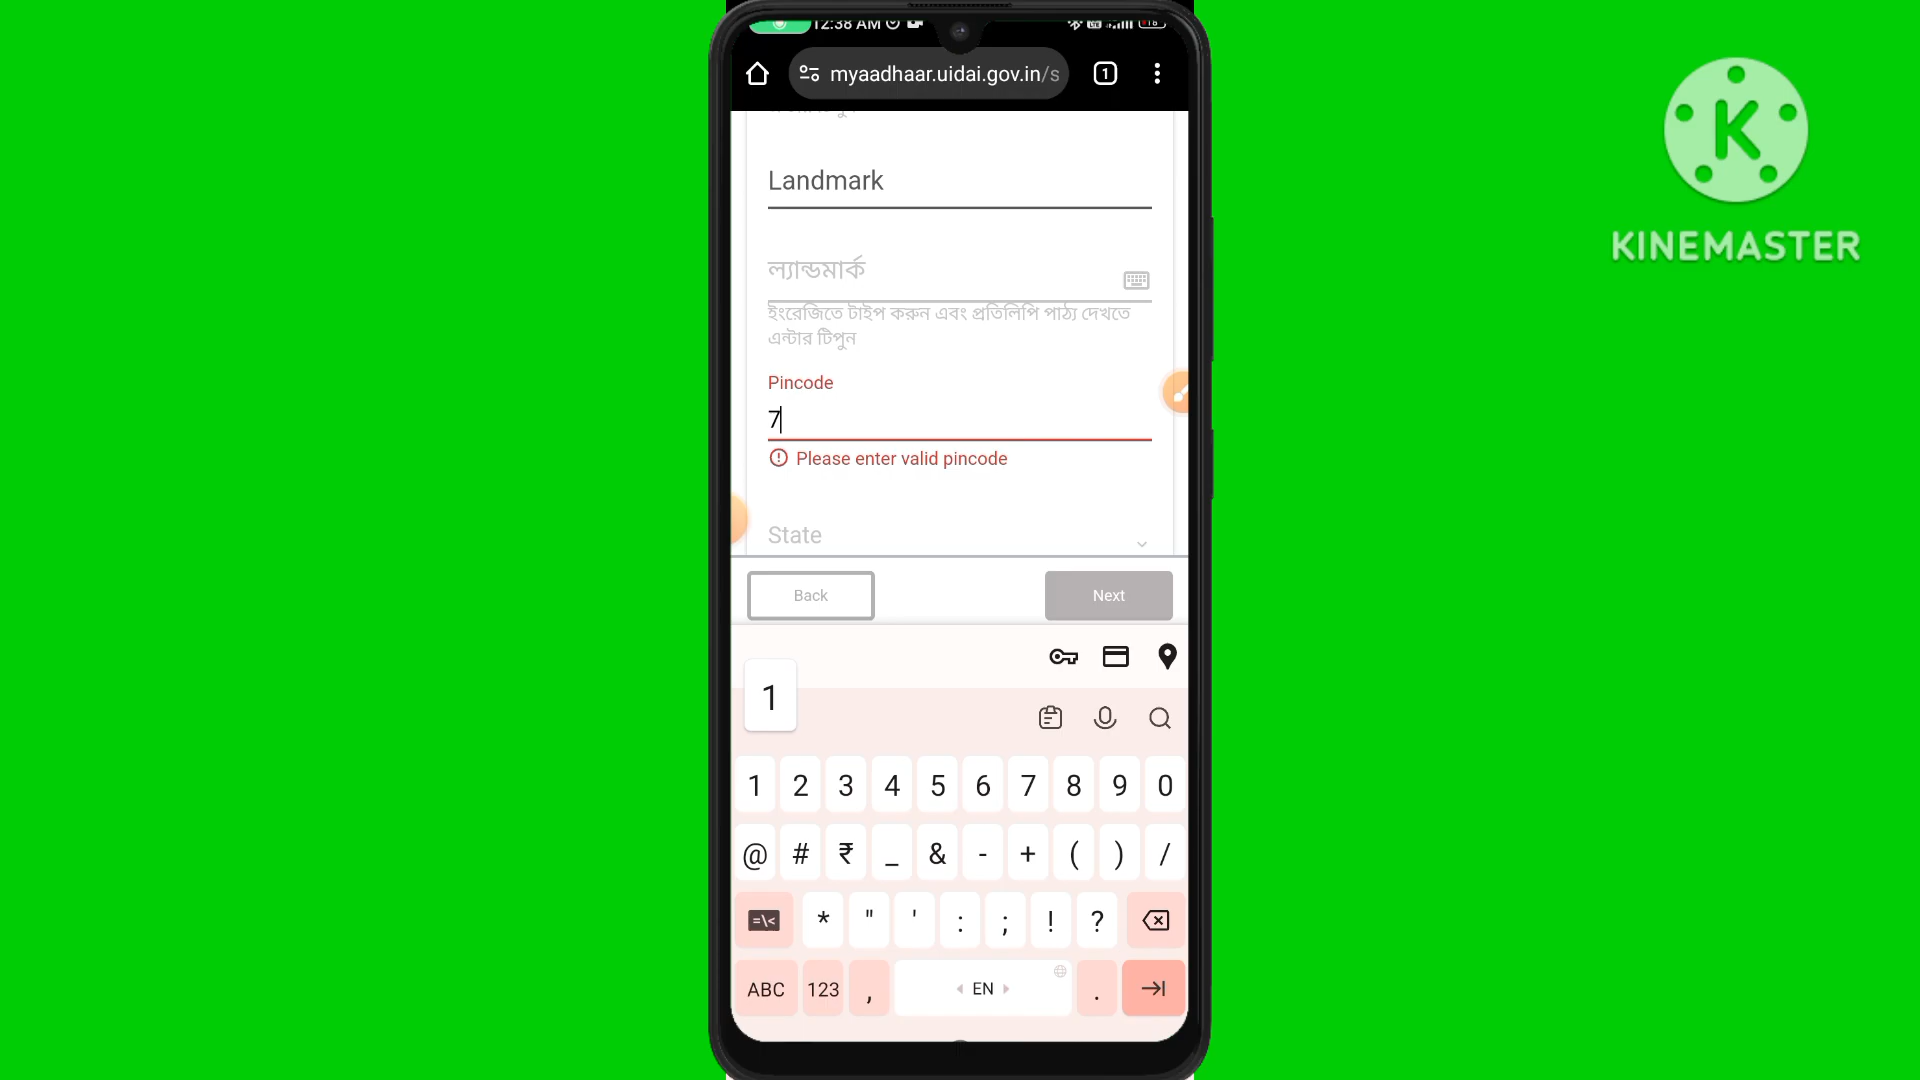 12:38 AM
16
myaadhaar.uidai.gov.in/s
1
Landmark
ল্যান্ডমার্ক
ইংরেজিতে টাইপ করুন এবং প্রতিলিপি পাঠ্য দেখতে
এন্টার টিপুন
Pincode
7
Please enter valid pincode
State
Back
Next
1
1 2 3 4 5 6 7 8 9 0
@ # ₹ _ & - + ( ) /
=\< * " ' : ; ! ?
ABC 123 , EN .
K
KINEMASTER